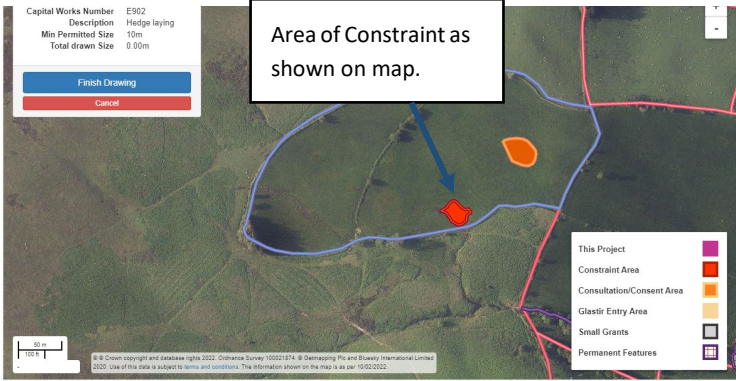 Capital Works Number E902
Description Hedge laying
Min Permitted Size 10m
Total drawn Size 0.00m
Finish Drawing
Cancel
Area of Constraint as
shown on map.
+
-
This Project
Constraint Area
Consultation/Consent Area
Glastir Entry Area
Small Grants
Permanent Features
50 m
100 ft
-
© © Crown copyright and database rights 2022. Ordnance Survey 100021874. © Getmapping Plc and Bluesky International Limited
2020. Use of this data is subject to terms and conditions. The information shown on the map is as per 10/02/2022.